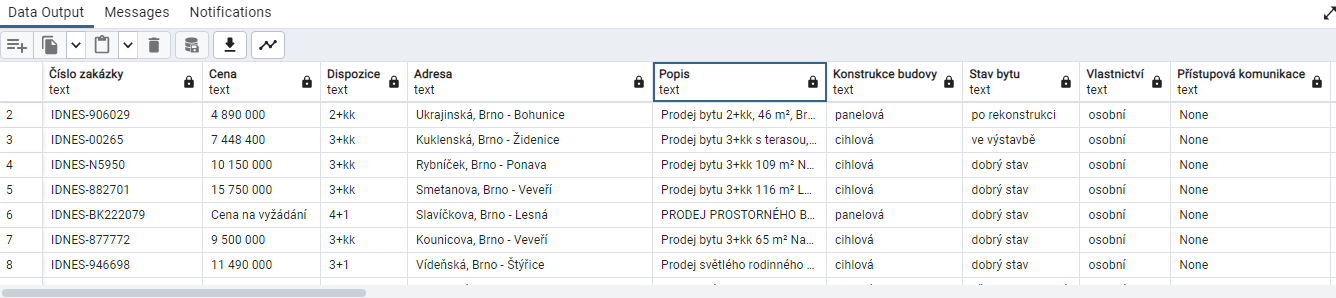 Data Output Messages Notifications
Číslo zakázky Cena Dispozice Adresa Popis Konstrukce budovy Stav bytu Vlastnictví Přístupová komunikace
text text text text text text text text text
2 IDNES-906029 4 890 000 2+kk Ukrajinská, Brno - Bohunice Prodej bytu 2+kk, 46 m², Br... panelová po rekonstrukci osobní None
3 IDNES-00265 7 448 400 3+kk Kuklenská, Brno - Židenice Prodej bytu 3+kk s terasou,... cihlová ve výstavbě osobní None
4 IDNES-N5950 10 150 000 3+kk Rybníček, Brno - Ponava Prodej bytu 3+kk 109 m² N... cihlová dobrý stav osobní None
5 IDNES-882701 15 750 000 3+kk Smetanova, Brno - Veveří Prodej bytu 3+kk 116 m² L... cihlová dobrý stav osobní None
6 IDNES-BK222079 Cena na vyžádání 4+1 Slavíčkova, Brno - Lesná PRODEJ PROSTORNÉHO B... panelová dobrý stav osobní None
7 IDNES-877772 9 500 000 3+kk Kounicova, Brno - Veveří Prodej bytu 3+kk 65 m² Na... cihlová dobrý stav osobní None
8 IDNES-946698 11 490 000 3+1 Vídeňská, Brno - Štýřice Prodej světlého rodinného ... cihlová dobrý stav osobní None